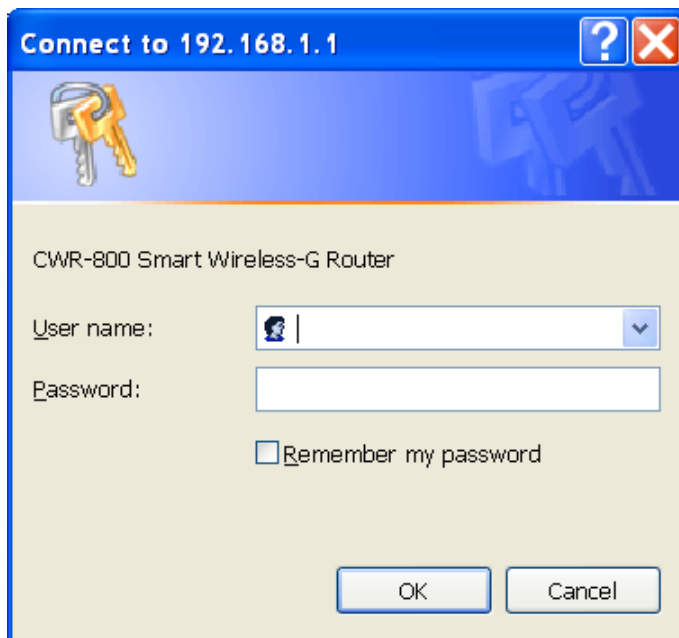 Connect to 192.168.1.1
CWR-800 Smart Wireless-G Router
User name:
Password:
Remember my password
OK
Cancel